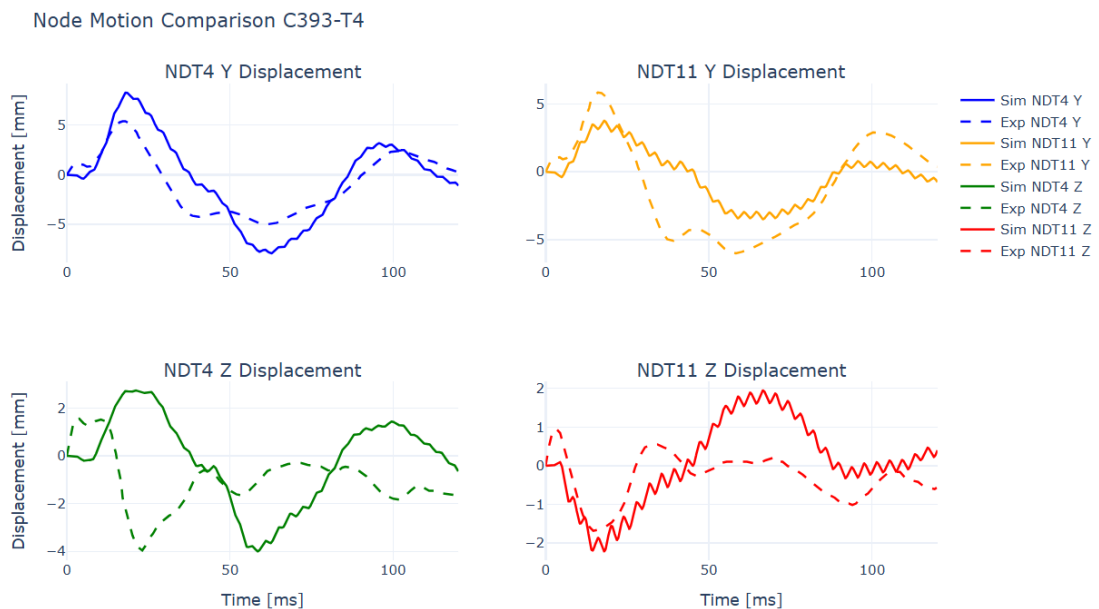 Node Motion Comparison C393-T4
NDT4 Y Displacement
NDT11 Y Displacement
Displacement [mm]
5
0
−5
0
50
100
5
0
−5
0
50
100
Sim NDT4 Y
Exp NDT4 Y
Sim NDT11 Y
Exp NDT11 Y
Sim NDT4 Z
Exp NDT4 Z
Sim NDT11 Z
Exp NDT11 Z
NDT4 Z Displacement
NDT11 Z Displacement
Displacement [mm]
2
0
−2
−4
0
50
100
Time [ms]
2
1
0
−1
−2
0
50
100
Time [ms]